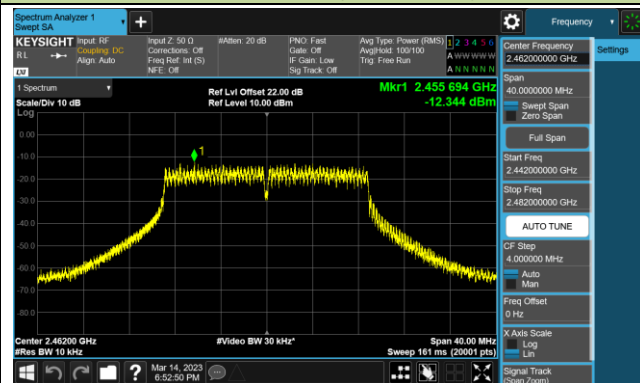 Spectrum Analyzer 1
Swept SA
Frequency
KEYSIGHT
RL
LXI
Input: RF
Coupling: DC
Align: Auto
Input Z: 50 Ω
Corrections: Off
Freq Ref: Int (S)
NFE: Off
#Atten: 20 dB
PNO: Fast
Gate: Off
IF Gain: Low
Sig Track: Off
Avg Type: Power (RMS)
Avg|Hold: 100/100
Trig: Free Run
1 2 3 4 5 6
A W W W W W
A N N N N N
1 Spectrum
Scale/Div 10 dB
Log
Ref Lvl Offset 22.00 dB
Ref Level 10.00 dBm
Mkr1 2.455 694 GHz
-12.344 dBm
1
0.00
-10.0
-20.0
-30.0
-40.0
-50.0
-60.0
-70.0
-80.0
Center 2.46200 GHz
#Res BW 10 kHz
#Video BW 30 kHz*
Span 40.00 MHz
Sweep 161 ms (20001 pts)
Mar 14, 2023
6:52:50 PM
Center Frequency
2.462000000 GHz
Settings
Span
40.0000000 MHz
Swept Span
Zero Span
Full Span
Start Freq
2.442000000 GHz
Stop Freq
2.482000000 GHz
AUTO TUNE
CF Step
4.000000 MHz
Auto
Man
Freq Offset
0 Hz
X Axis Scale
Log
Lin
Signal Track
(Span Zoom)